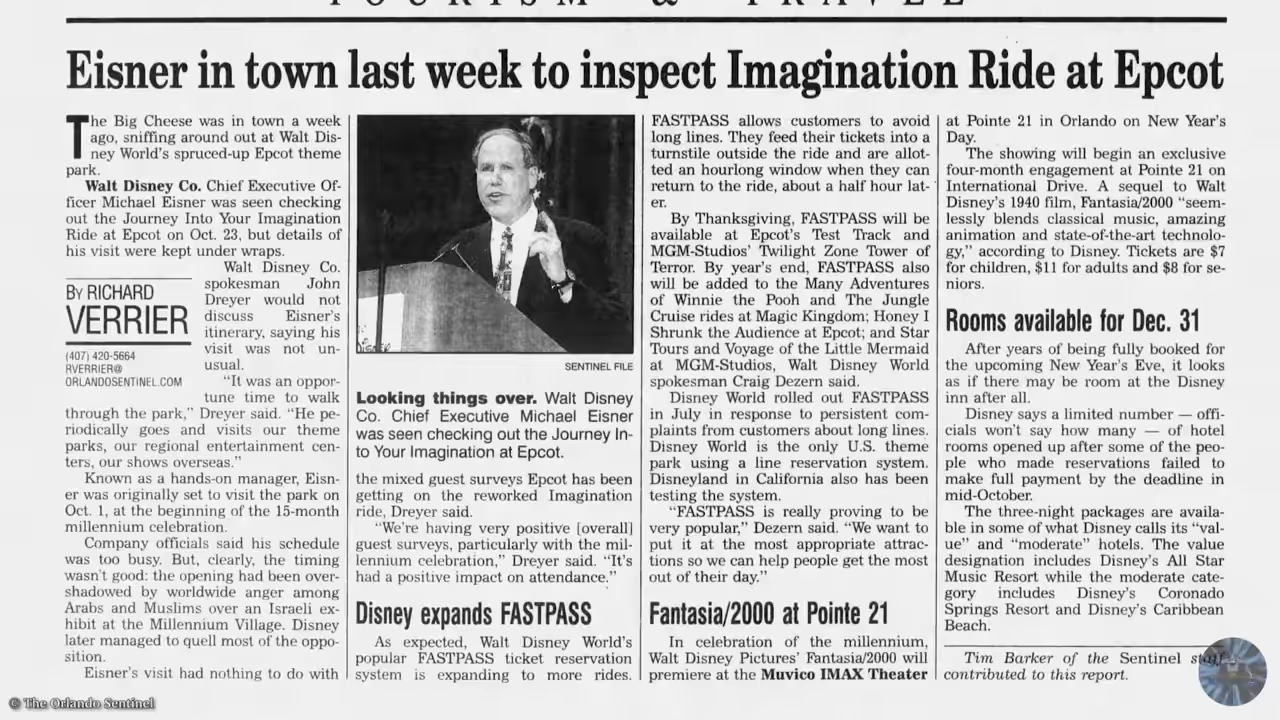 TOURISM & TRAVEL
Eisner in town last week to inspect Imagination Ride at Epcot
The Big Cheese was in town a week
ago, sniffing around out at Walt Dis-
ney World's spruced-up Epcot theme
park.
Walt Disney Co. Chief Executive Of-
ficer Michael Eisner was seen checking
out the Journey Into Your Imagination
Ride at Epcot on Oct. 23, but details of
his visit were kept under wraps.
By RICHARD
VERRIER
(407) 420-5664
RVERRIER@
ORLANDOSENTINEL.COM
Walt Disney Co.
spokesman John
Dreyer would not
discuss Eisner's
itinerary, saying his
visit was not un-
usual.
"It was an oppor-
tune time to walk
through the park," Dreyer said. "He pe-
riodically goes and visits our theme
parks, our regional entertainment cen-
ters, our shows overseas."
Known as a hands-on manager, Eisn-
er was originally set to visit the park on
Oct. 1, at the beginning of the 15-month
millennium celebration.
Company officials said his schedule
was too busy. But, clearly, the timing
wasn't good: the opening had been over-
shadowed by worldwide anger among
Arabs and Muslims over an Israeli ex-
hibit at the Millennium Village. Disney
later managed to quell most of the oppo-
sition.
Eisner's visit had nothing to do with
SENTINEL FILE
Looking things over. Walt Disney
Co. Chief Executive Michael Eisner
was seen checking out the Journey In-
to Your Imagination at Epcot.
the mixed guest surveys Epcot has been
getting on the reworked Imagination
ride, Dreyer said.
"We're having very positive [overall]
guest surveys, particularly with the mil-
lennium celebration," Dreyer said. "It's
had a positive impact on attendance."
Disney expands FASTPASS
As expected, Walt Disney World's
popular FASTPASS ticket reservation
system is expanding to more rides.
FASTPASS allows customers to avoid
long lines. They feed their tickets into a
turnstile outside the ride and are allot-
ted an hourlong window when they can
return to the ride, about a half hour lat-
er.
By Thanksgiving, FASTPASS will be
available at Epcot's Test Track and
MGM-Studios' Twilight Zone Tower of
Terror. By year's end, FASTPASS also
will be added to the Many Adventures
of Winnie the Pooh and The Jungle
Cruise rides at Magic Kingdom; Honey I
Shrunk the Audience at Epcot; and Star
Tours and Voyage of the Little Mermaid
at MGM-Studios, Walt Disney World
spokesman Craig Dezern said.
Disney World rolled out FASTPASS
in July in response to persistent com-
plaints from customers about long lines.
Disney World is the only U.S. theme
park using a line reservation system.
Disneyland in California also has been
testing the system.
"FASTPASS is really proving to be
very popular," Dezern said. "We want to
put it at the most appropriate attrac-
tions so we can help people get the most
out of their day."
Fantasia/2000 at Pointe 21
In celebration of the millennium,
Walt Disney Pictures' Fantasia/2000 will
premiere at the Muvico IMAX Theater
at Pointe 21 in Orlando on New Year's
Day.
The showing will begin an exclusive
four-month engagement at Pointe 21 on
International Drive. A sequel to Walt
Disney's 1940 film, Fantasia/2000 "seem-
lessly blends classical music, amazing
animation and state-of-the-art technolo-
gy," according to Disney. Tickets are $7
for children, $11 for adults and $8 for se-
niors.
Rooms available for Dec. 31
After years of being fully booked for
the upcoming New Year's Eve, it looks
as if there may be room at the Disney
inn after all.
Disney says a limited number — offi-
cials won't say how many — of hotel
rooms opened up after some of the peo-
ple who made reservations failed to
make full payment by the deadline in
mid-October.
The three-night packages are availa-
ble in some of what Disney calls its "val-
ue" and "moderate" hotels. The value
designation includes Disney's All Star
Music Resort while the moderate cate-
gory includes Disney's Coronado
Springs Resort and Disney's Caribbean
Beach.
Tim Barker of the Sentinel staff
contributed to this report.
© The Orlando Sentinel